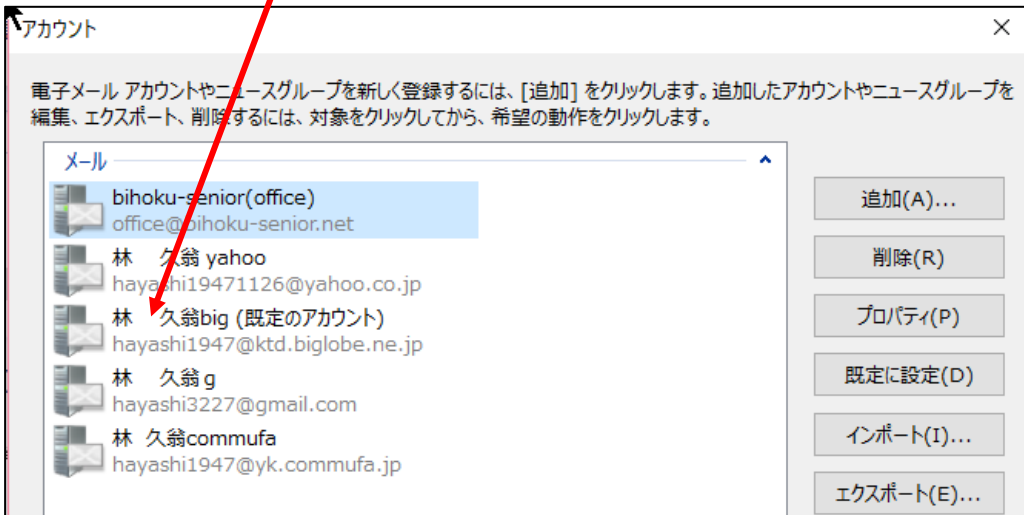 アカウント
電子メール アカウントやニュースグループを新しく登録するには、[追加] をクリックします。追加したアカウントやニュースグループを
編集、エクスポート、削除するには、対象をクリックしてから、希望の動作をクリックします。
メール
bihoku-senior(office)
office@bihoku-senior.net
林　久翁 yahoo
hayashi19471126@yahoo.co.jp
林　久翁big (既定のアカウント)
hayashi1947@ktd.biglobe.ne.jp
林　久翁g
hayashi3227@gmail.com
林 久翁commufa
hayashi1947@yk.commufa.jp
追加(A)...
削除(R)
プロパティ(P)
既定に設定(D)
インポート(I)...
エクスポート(E)...